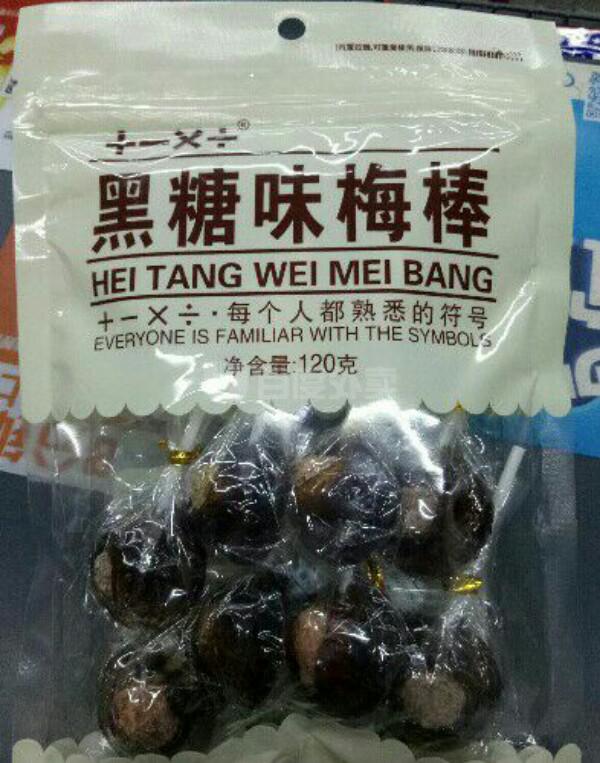 +－×÷®
黑糖味梅棒
HEI TANG WEI MEI BANG
+－×÷·每个人都熟悉的符号
EVERYONE IS FAMILIAR WITH THE SYMBOLS
净含量:120克